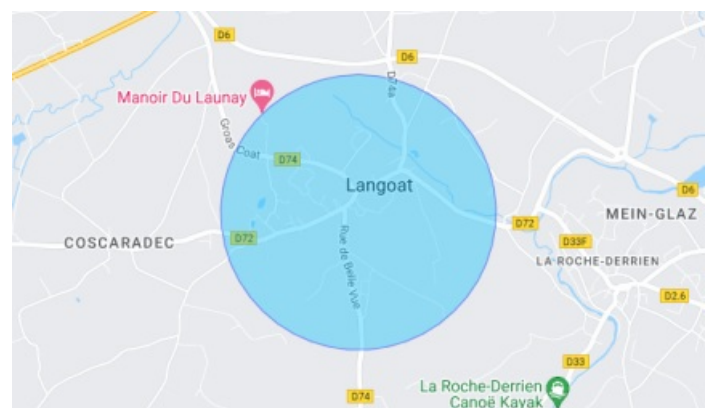 D6
D6
Manoir Du Launay
D74a
Groas Coat
D74
Langoat
D6
D72
MEIN-GLAZ
COSCARADEC
D72
D33F
Rue de Belle Vue
LA ROCHE-DERRIEN
D2.6
D33
La Roche-Derrien
Canoë Kayak
D74